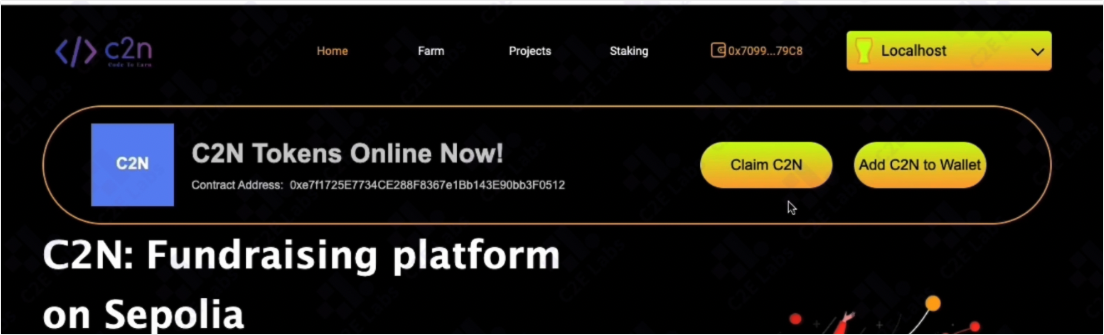 </> c2n
Code To Earn
Home Farm Projects Staking 0x7099...79C8 Localhost
C2N
C2N Tokens Online Now!
Contract Address: 0xe7f1725E7734CE288F8367e1Bb143E90bb3F0512
Claim C2N
Add C2N to Wallet
C2N: Fundraising platform
on Sepolia